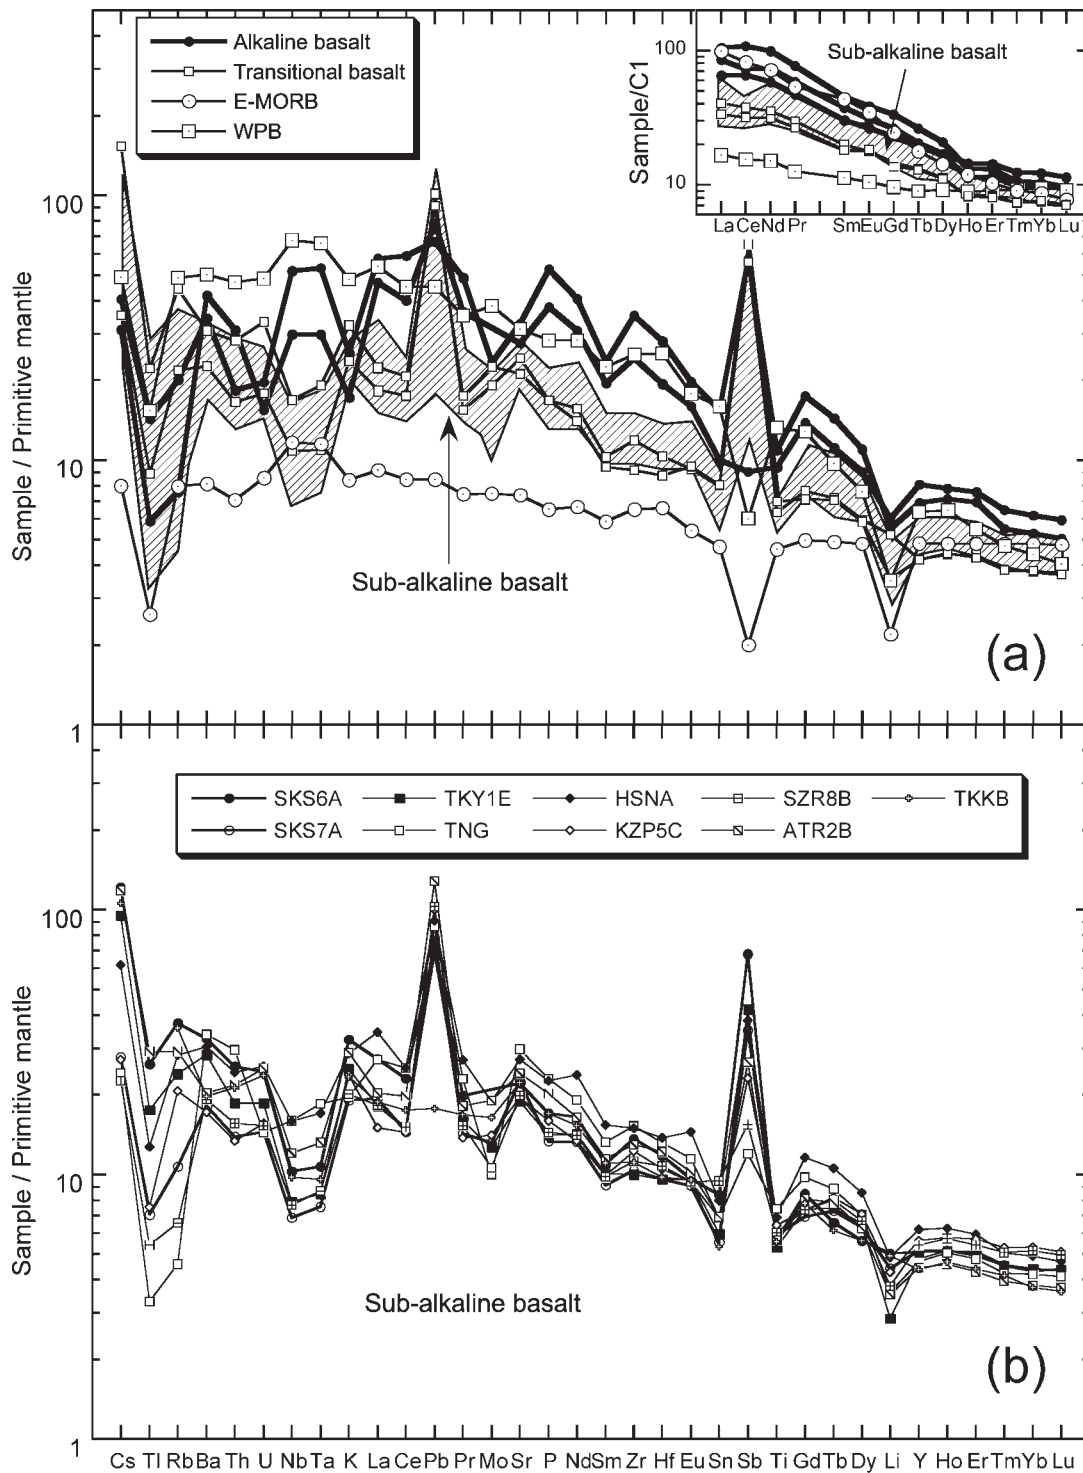 Alkaline basalt
Transitional basalt
E-MORB
WPB
Sub-alkaline basalt
Sample/C1
100
10
La Ce Nd Pr Sm Eu Gd Tb Dy Ho Er Tm Yb Lu
Sample / Primitive mantle
100
10
1
Sub-alkaline basalt
(a)
SKS6A TKY1E HSNA SZR8B TKKB
SKS7A TNG KZP5C ATR2B
Sample / Primitive mantle
100
10
1
Sub-alkaline basalt
(b)
Cs Tl Rb Ba Th U Nb Ta K La Ce Pb Pr Mo Sr P Nd Sm Zr Hf Eu Sn Sb Ti Gd Tb Dy Li Y Ho Er Tm Yb Lu